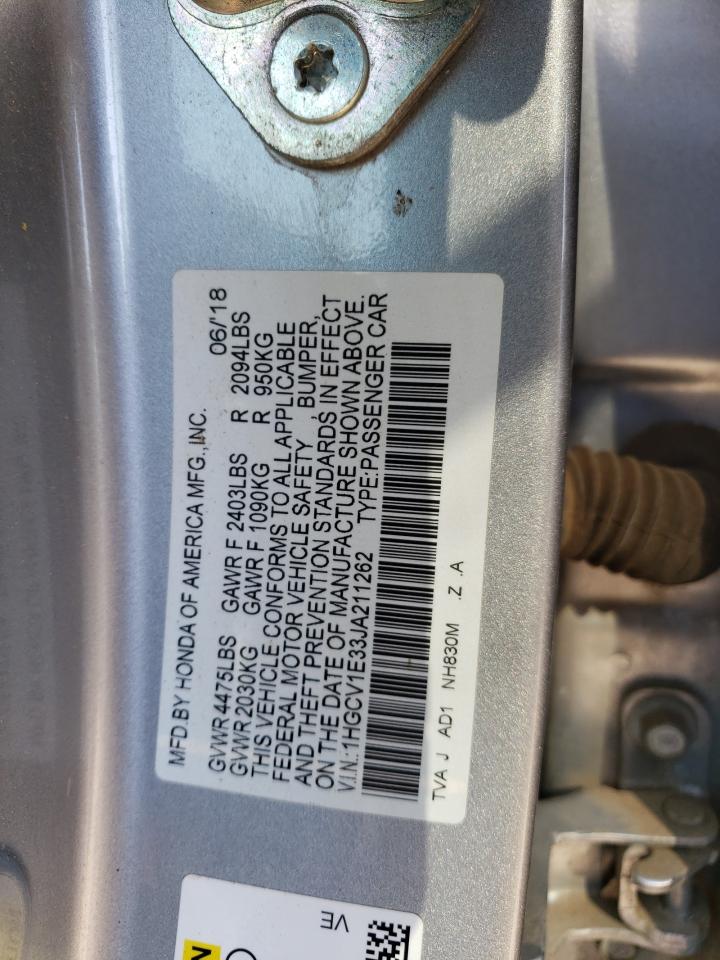 MFD.BY HONDA OF AMERICA MFG.,INC. 06/'18
GVWR 4475LBS GAWR F 2403LBS R 2094LBS
GVWR 2030KG GAWR F 1090KG R 950KG
THIS VEHICLE CONFORMS TO ALL APPLICABLE
FEDERAL MOTOR VEHICLE SAFETY , BUMPER,
AND THEFT PREVENTION STANDARDS IN EFFECT
ON THE DATE OF MANUFACTURE SHOWN ABOVE.
V.I.N.:1HGCV1E33JA211262 TYPE:PASSENGER CAR
TVA J AD1 NH830M .Z .A
VE